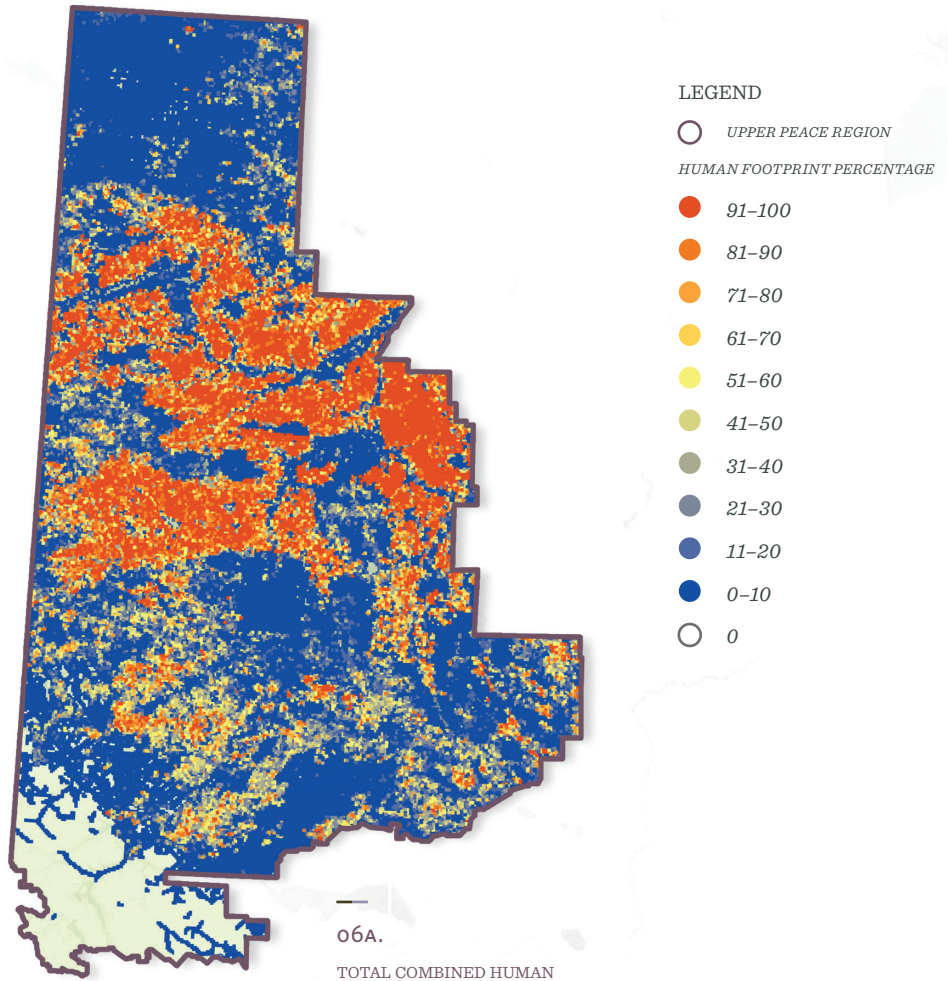 LEGEND
UPPER PEACE REGION
HUMAN FOOTPRINT PERCENTAGE
91–100
81–90
71–80
61–70
51–60
41–50
31–40
21–30
11–20
0–10
0
06A.
TOTAL COMBINED HUMAN